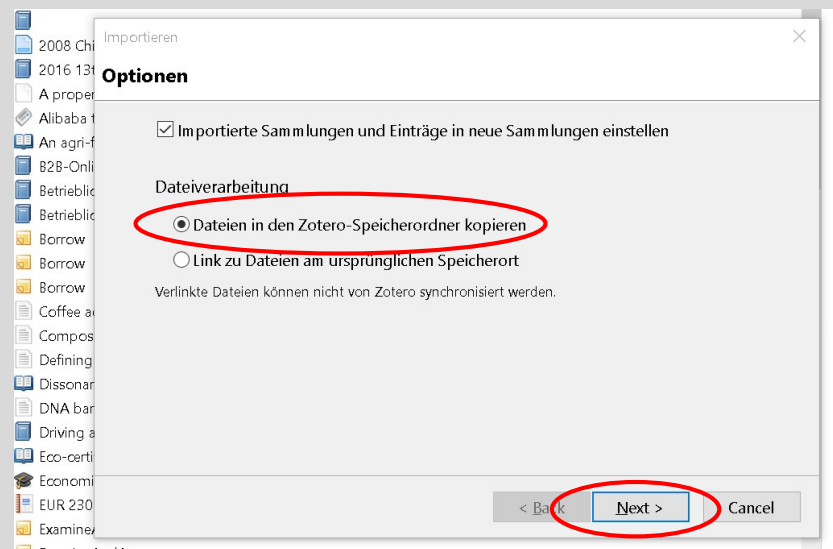 Importieren
Optionen
Importierte Sammlungen und Einträge in neue Sammlungen einstellen
Dateiverarbeitung
Dateien in den Zotero-Speicherordner kopieren
Link zu Dateien am ursprünglichen Speicherort
Verlinkte Dateien können nicht von Zotero synchronisiert werden.
< Back
Next >
Cancel
2008 Chi
2016 13t
A proper
Alibaba t
An agri-f
B2B-Onli
Betrieblic
Betrieblic
Borrow
Borrow
Borrow
Coffee a
Compos
Defining
Dissonar
DNA bar
Driving a
Eco-certi
Economi
EUR 230
Examine